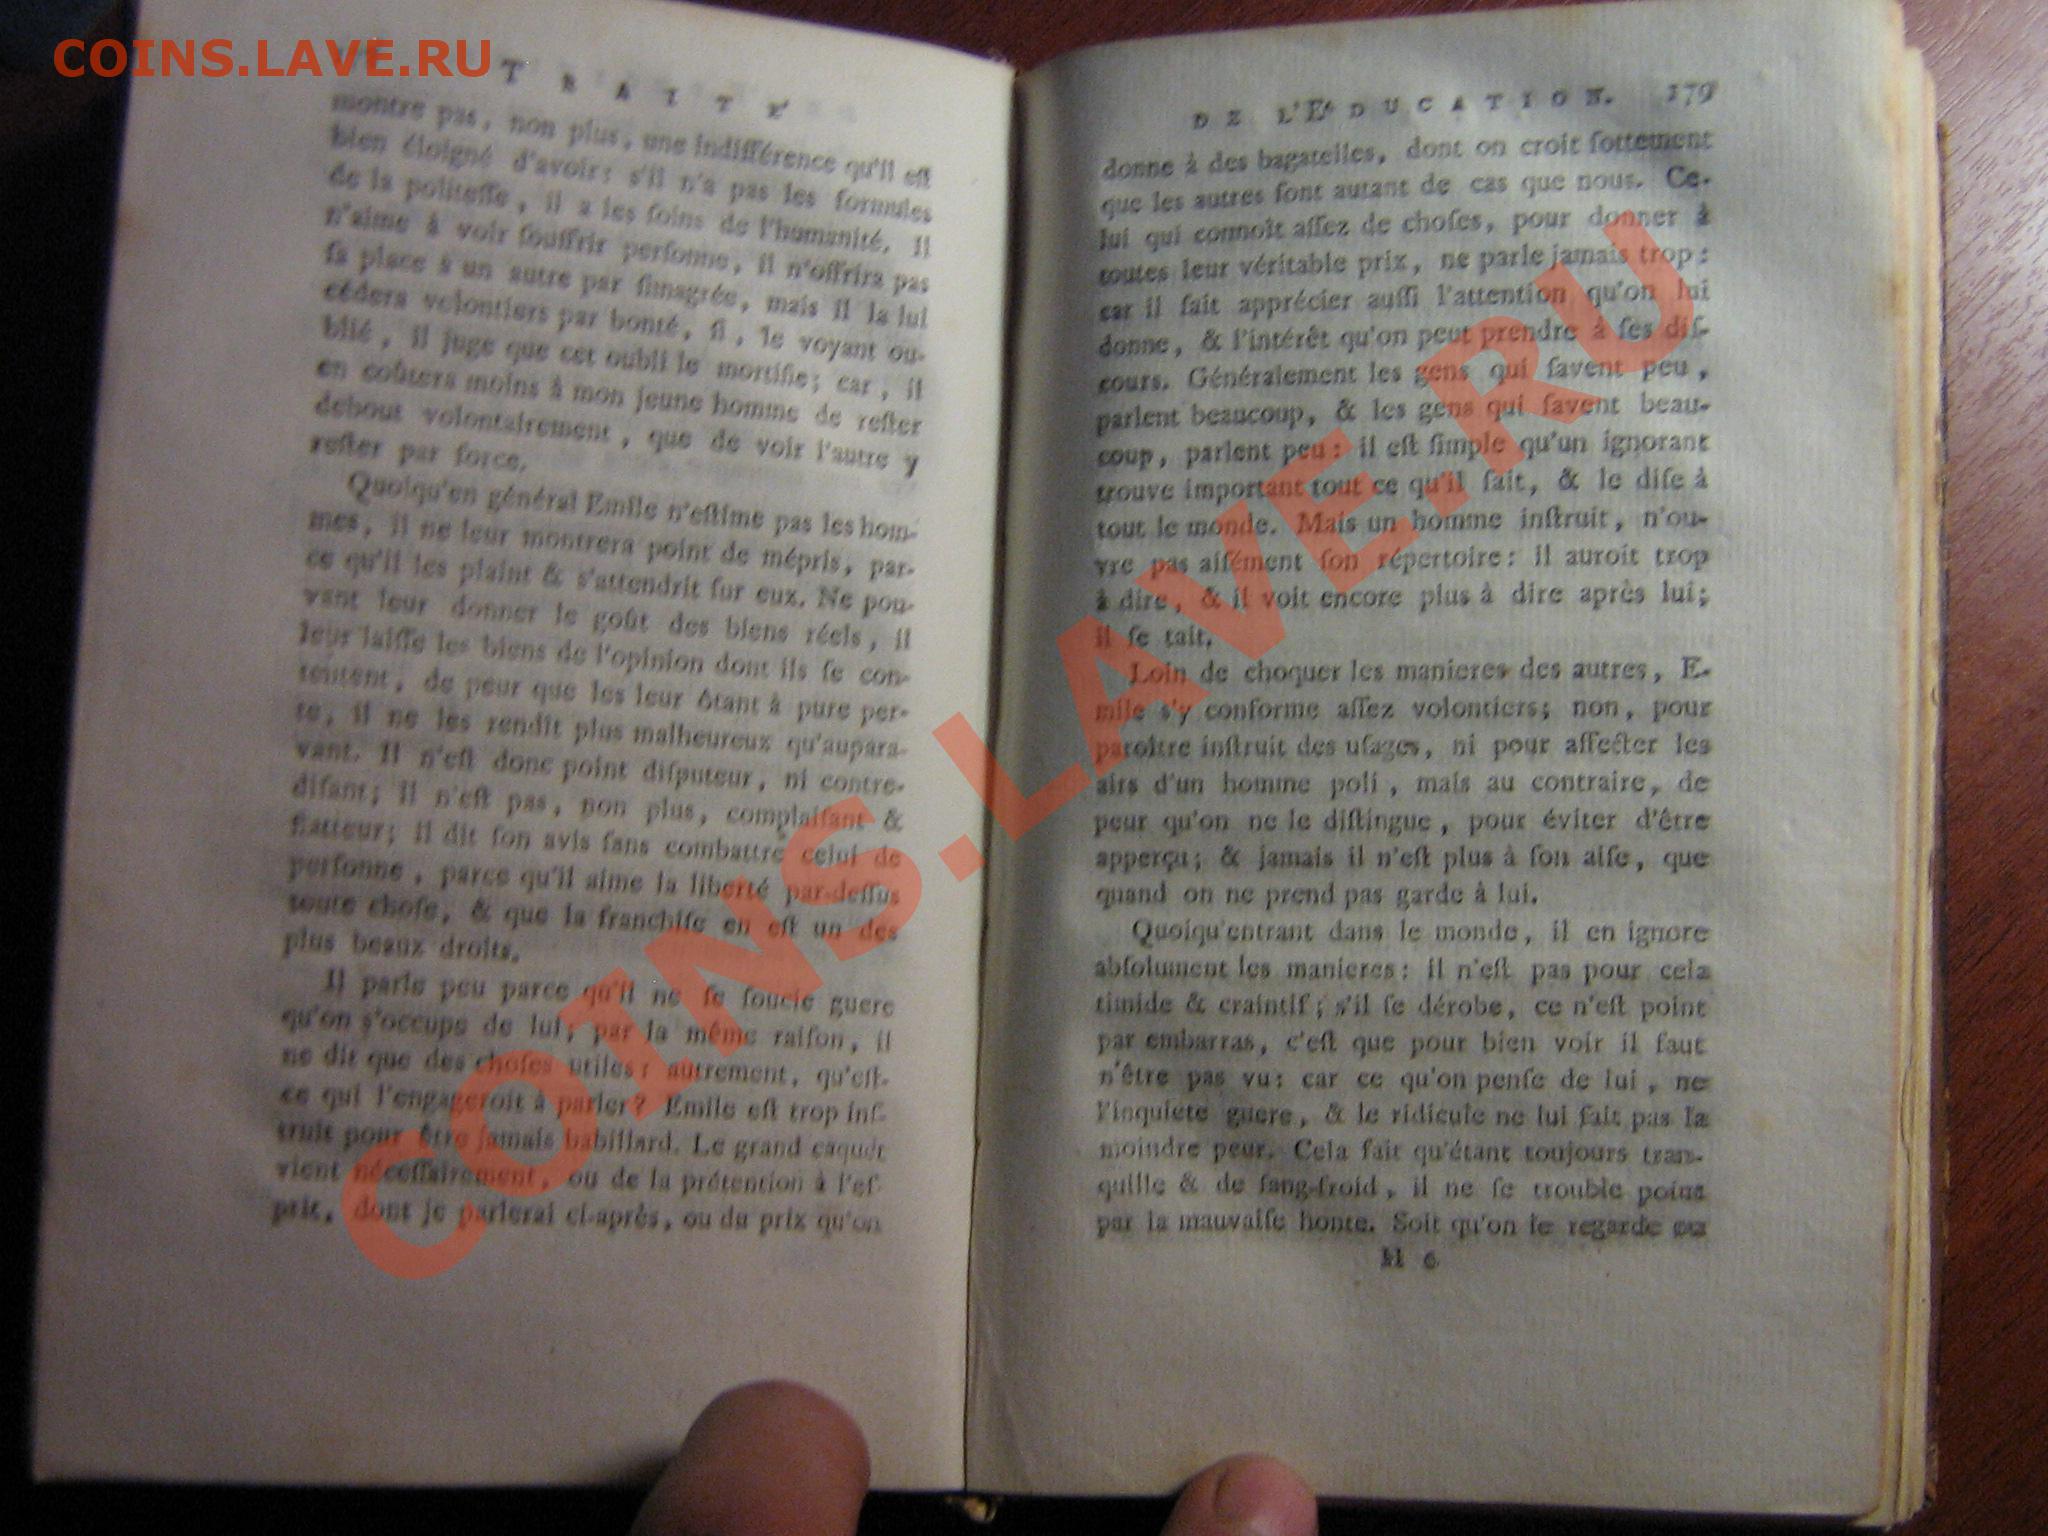 COINS.LAVE.RU
TRAITÉ
montre pas, non plus, une indifférence qu'il eſt
bien éloigné d'avoir: s'il n'a pas les formules
de la politeſſe, il a les ſoins de l'humanité. Il
n'aime à voir ſouffrir perſonne, il n'offrira pas
ſa place à un autre par ſimagrée, mais il la lui
cédera volontiers par bonté, ſi, le voyant ou-
blié, il juge que cet oubli le mortifie; car, il
en coûtera moins à mon jeune homme de reſter
debout volontairement, que de voir l'autre y
reſter par force.
Quoiqu'en général Emile n'eſtime pas les hom-
mes, il ne leur montrera point de mépris, par-
ce qu'il les plaint & s'attendrit ſur eux. Ne pou-
vant leur donner le goût des biens réels, il
leur laiſſe les biens de l'opinion dont ils ſe con-
tentent, de peur que les leur ôtant à pure per-
te, il ne les rendît plus malheureux qu'aupara-
vant. Il n'eſt donc point diſputeur, ni contre-
diſant; il n'eſt pas, non plus, complaiſant &
flatteur; il dit ſon avis ſans combattre celui de
perſonne, parce qu'il aime la liberté par-deſſus
toute choſe, & que la franchiſe en eſt un des
plus beaux droits.
Il parle peu parce qu'il ne ſe ſoucie guere
qu'on s'occupe de lui; par la même raiſon, il
ne dit que des choſes utiles: autrement, qu'eſt-
ce qui l'engageroit à parler? Emile eſt trop inſ-
truit pour être jamais babillard. Le grand caquet
vient néceſſairement, ou de la prétention à l'eſ-
prit, dont je parlerai ci-après, ou du prix qu'on
DE L'ÉDUCATION. 179
donne à des bagatelles, dont on croit ſottement
que les autres font autant de cas que nous. Ce-
lui qui connoît aſſez de choſes, pour donner à
toutes leur véritable prix, ne parle jamais trop:
car il ſait apprécier auſſi l'attention qu'on lui
donne, & l'intérêt qu'on peut prendre à ſes diſ-
cours. Généralement les gens qui ſavent peu,
parlent beaucoup, & les gens qui ſavent beau-
coup, parlent peu: il eſt ſimple qu'un ignorant
trouve important tout ce qu'il ſait, & le diſe à
tout le monde. Mais un homme inſtruit, n'ou-
vre pas aiſément ſon répertoire: il auroit trop
à dire, & il voit encore plus à dire après lui;
il ſe tait.
Loin de choquer les manieres des autres, E-
mile s'y conforme aſſez volontiers; non, pour
paroître inſtruit des uſages, ni pour affecter les
airs d'un homme poli, mais au contraire, de
peur qu'on ne le diſtingue, pour éviter d'être
apperçu; & jamais il n'eſt plus à ſon aiſe, que
quand on ne prend pas garde à lui.
Quoiqu'entrant dans le monde, il en ignore
abſolument les manieres: il n'eſt pas pour cela
timide & craintif; s'il ſe dérobe, ce n'eſt point
par embarras, c'eſt que pour bien voir il faut
n'être pas vu: car ce qu'on penſe de lui, ne
l'inquiete guere, & le ridicule ne lui fait pas la
moindre peur. Cela fait qu'étant toujours tran-
quille & de ſang-froid, il ne ſe trouble point
par la mauvaiſe honte. Soit qu'on le regarde ou
H 6
COINS.LAVE.RU